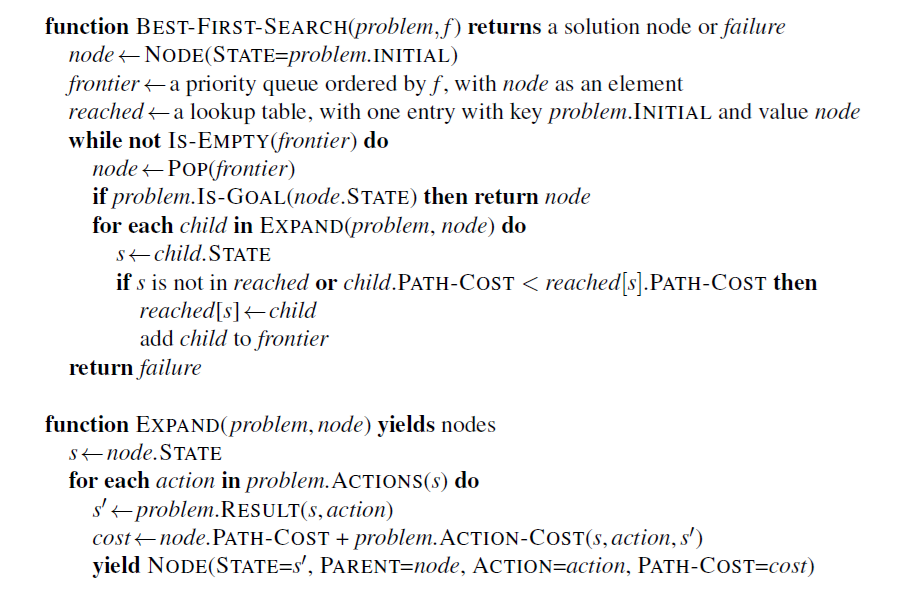 function BEST-FIRST-SEARCH(problem,f) returns a solution node or failure
node←NODE(STATE=problem.INITIAL)
frontier←a priority queue ordered by f, with node as an element
reached←a lookup table, with one entry with key problem.INITIAL and value node
while not IS-EMPTY(frontier) do
node←POP(frontier)
if problem.IS-GOAL(node.STATE) then return node
for each child in EXPAND(problem, node) do
s←child.STATE
if s is not in reached or child.PATH-COST < reached[s].PATH-COST then
reached[s]←child
add child to frontier
return failure
function EXPAND(problem, node) yields nodes
s←node.STATE
for each action in problem.ACTIONS(s) do
s′←problem.RESULT(s, action)
cost←node.PATH-COST + problem.ACTION-COST(s, action, s′)
yield NODE(STATE=s′, PARENT=node, ACTION=action, PATH-COST=cost)